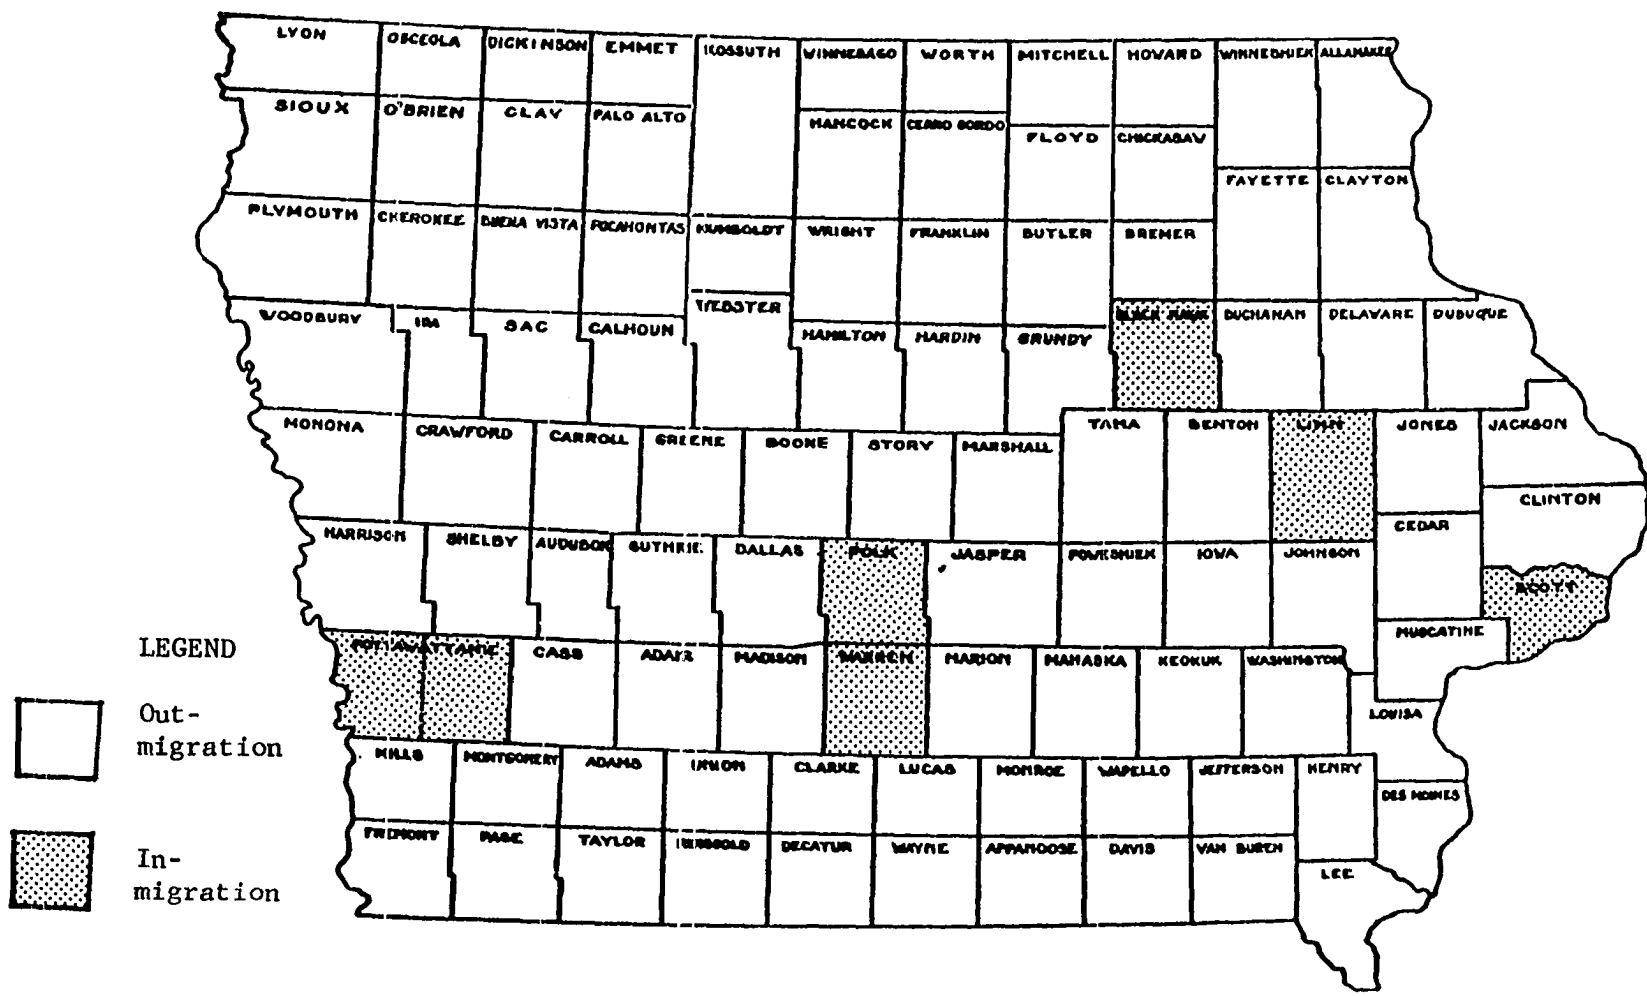 LYON OSCEOLA DICKINSON EMMET KOSSUTH WINNEBAGO WORTH MITCHELL HOWARD WINNESHIEK ALLAMAKEE
SIOUX O'BRIEN CLAY PALO ALTO HANCOCK CERRO GORDO FLOYD CHICKASAW
FAYETTE CLAYTON
PLYMOUTH CHEROKEE BUENA VISTA POCAHONTAS HUMBOLDT WRIGHT FRANKLIN BUTLER BREMER
WOODBURY IDA SAC CALHOUN WEBSTER HAMILTON HARDIN GRUNDY BLACK HAWK BUCHANAN DELAWARE DUBUQUE
MONONA CRAWFORD CARROLL GREENE BOONE STORY MARSHALL TAMA BENTON LINN JONES JACKSON
CLINTON
HARRISON SHELBY AUDUBON GUTHRIE DALLAS POLK JASPER POWESHIEK IOWA JOHNSON CEDAR
SCOTT
MUSCATINE
LEGEND
POTTAWATTAMIE CASS ADAIR MADISON WARREN MARION MAHASKA KEOKUK WASHINGTON
LOUISA
Out-
migration
MILLS MONTGOMERY ADAMS UNION CLARKE LUCAS MONROE WAPELLO JEFFERSON HENRY
DES MOINES
FREMONT PAGE TAYLOR RINGGOLD DECATUR WAYNE APPANOOSE DAVIS VAN BUREN
LEE
In-
migration